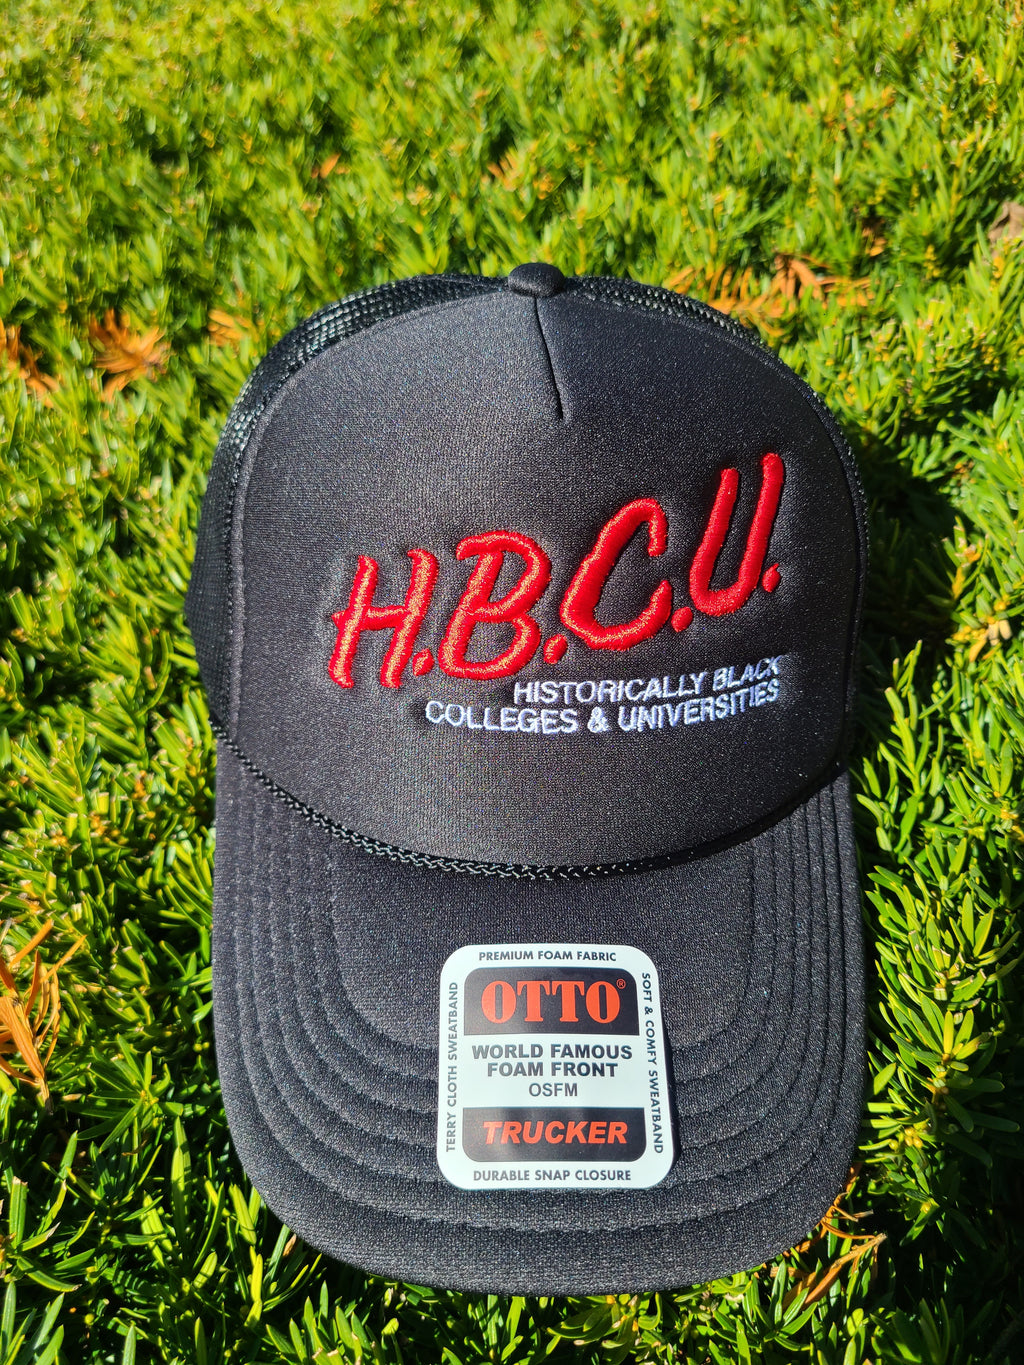 H.B.C.U.
HISTORICALLY BLACK
COLLEGES & UNIVERSITIES
PREMIUM FOAM FABRIC
TERRY CLOTH SWEATBAND
SOFT & COMFY SWEATBAND
OTTO®
WORLD FAMOUS
FOAM FRONT
OSFM
TRUCKER
DURABLE SNAP CLOSURE